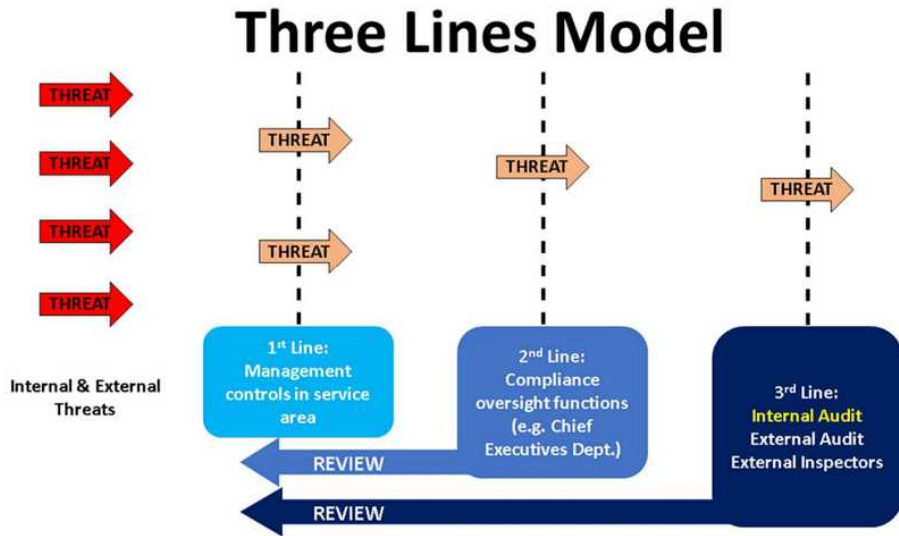 Three Lines Model
THREAT
THREAT
THREAT
THREAT
THREAT
THREAT
THREAT
THREAT
Internal & External
Threats
1st Line:
Management
controls in service
area
2nd Line:
Compliance
oversight functions
(e.g. Chief
Executives Dept.)
3rd Line:
Internal Audit
External Audit
External Inspectors
REVIEW
REVIEW